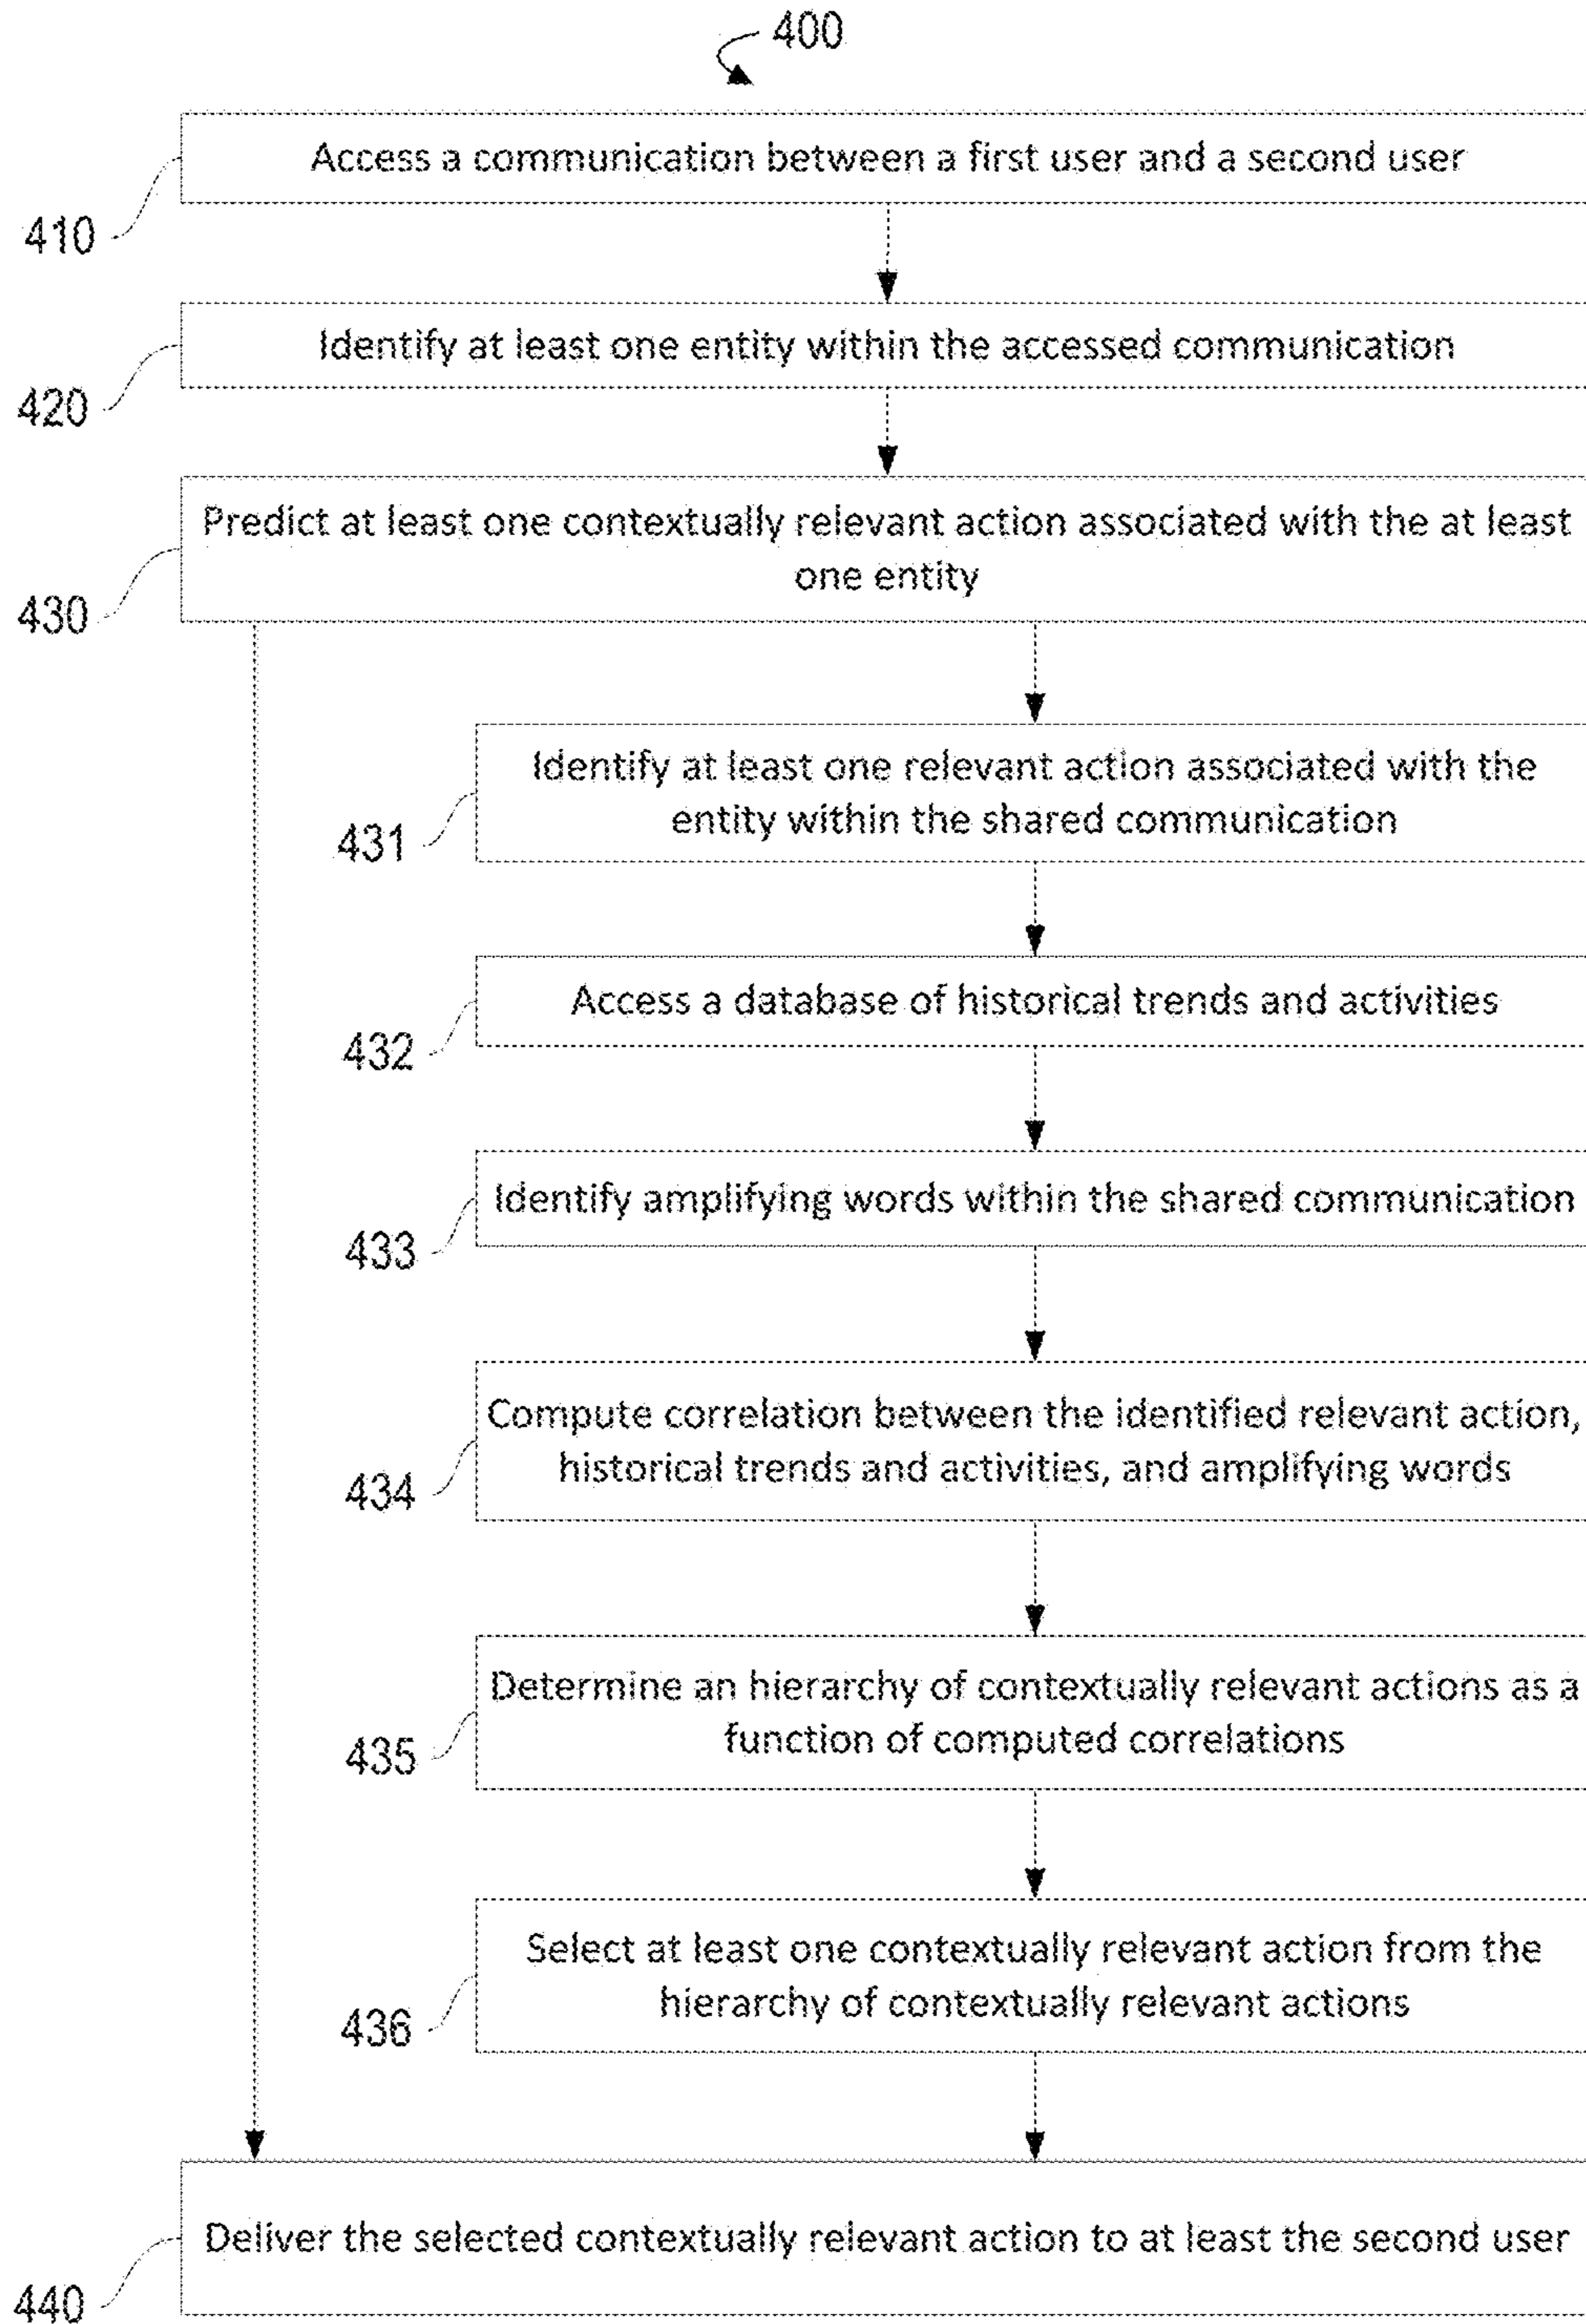 400
Access a communication between a first user and a second user
410
Identify at least one entity within the accessed communication
420
Predict at least one contextually relevant action associated with the at least
one entity
430
Identify at least one relevant action associated with the
entity within the shared communication
431
Access a database of historical trends and activities
432
Identify amplifying words within the shared communication
433
Compute correlation between the identified relevant action,
historical trends and activities, and amplifying words
434
Determine an hierarchy of contextually relevant actions as a
function of computed correlations
435
Select at least one contextually relevant action from the
hierarchy of contextually relevant actions
436
Deliver the selected contextually relevant action to at least the second user
440